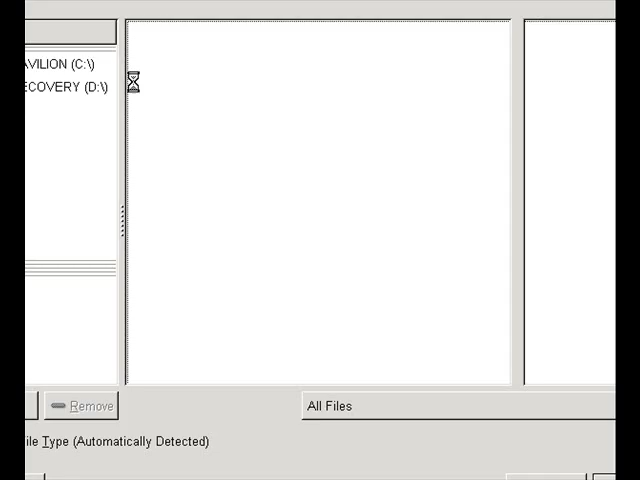 AVILION (C:\)
ECOVERY (D:\)
Remove
All Files
ile Type (Automatically Detected)